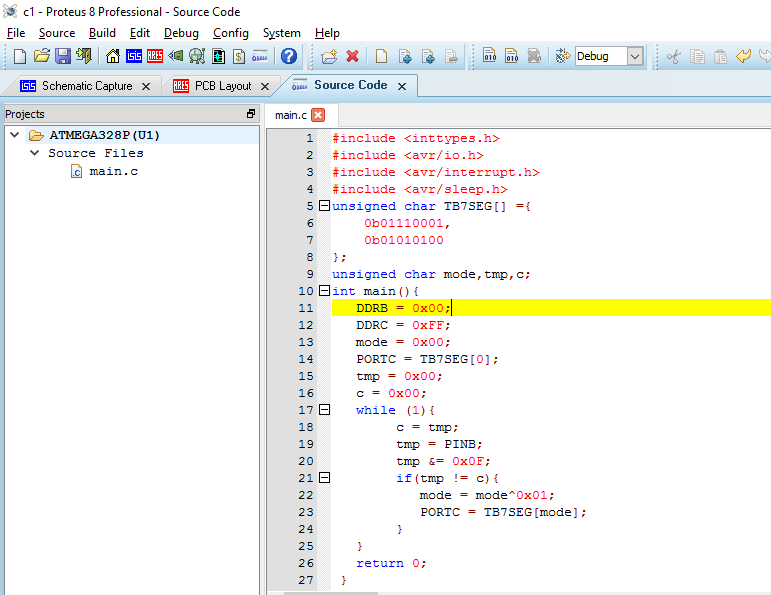 c1 - Proteus 8 Professional - Source Code
File Source Build Edit Debug Config System Help
Debug
Schematic Capture PCB Layout Source Code
Projects
ATMEGA328P(U1)
Source Files
main.c
main.c
1 #include <inttypes.h>
2 #include <avr/io.h>
3 #include <avr/interrupt.h>
4 #include <avr/sleep.h>
5 unsigned char TB7SEG[] ={
6 0b01110001,
7 0b01010100
8 };
9 unsigned char mode,tmp,c;
10 int main(){
11 DDRB = 0x00;
12 DDRC = 0xFF;
13 mode = 0x00;
14 PORTC = TB7SEG[0];
15 tmp = 0x00;
16 c = 0x00;
17 while (1){
18 c = tmp;
19 tmp = PINB;
20 tmp &= 0x0F;
21 if(tmp != c){
22 mode = mode^0x01;
23 PORTC = TB7SEG[mode];
24 }
25 }
26 return 0;
27 }